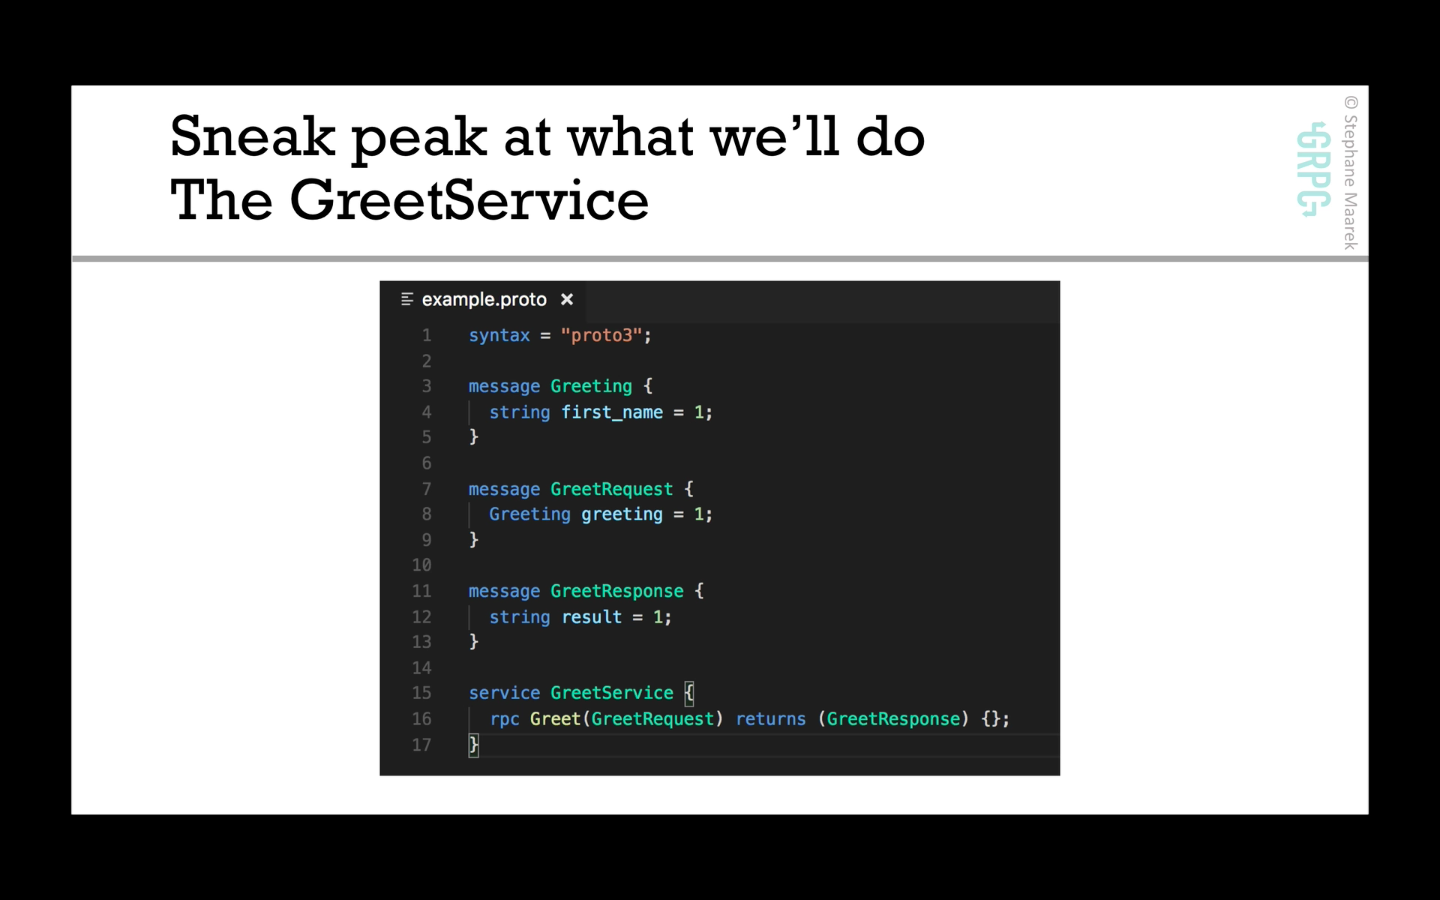 Sneak peak at what we’ll do
The GreetService
GRPC
© Stephane Maarek
example.proto ×
1 syntax = "proto3";
2
3 message Greeting {
4 string first_name = 1;
5 }
6
7 message GreetRequest {
8 Greeting greeting = 1;
9 }
10
11 message GreetResponse {
12 string result = 1;
13 }
14
15 service GreetService {
16 rpc Greet(GreetRequest) returns (GreetResponse) {};
17 }